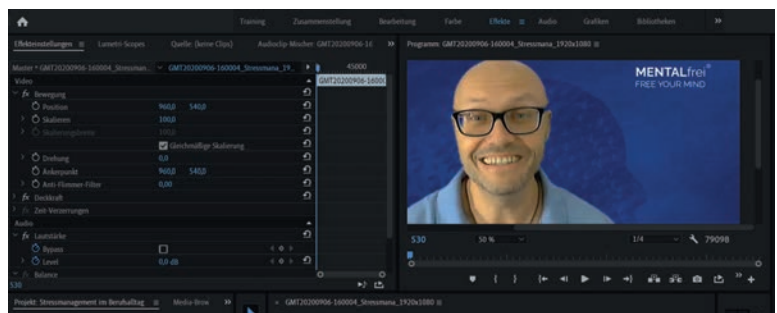 Training Zusammenstellung Bearbeitung Farbe Effekte Audio Grafiken Bibliotheken
Effekteinstellungen Lumetri-Scopes Quelle: (keine Clips) Audioclip-Mischer: GMT20200906-16
Programm: GMT20200906-160004_Stressmana_1920x1080
Master * GMT20200906-160004_Stressman... GMT20200906-160004_Stressmana_19... 45000
Video GMT20200906-1600
fx Bewegung
Position 960,0 540,0
Skalieren 100,0
Skalierungsbreite 100,0
Gleichmäßige Skalierung
Drehung 0,0
Ankerpunkt 960,0 540,0
Anti-Flimmer-Filter 0,00
fx Deckkraft
fx Zeit-Verzerrungen
Audio
fx Lautstärke
Bypass
Level 0,0 dB
fx Balance
530
MENTALfrei®
FREE YOUR MIND
530 50 % 1/4 79098
Projekt: Stressmanagement im Berufsalltag Media-Brow
GMT20200906-160004_Stressmana_1920x1080